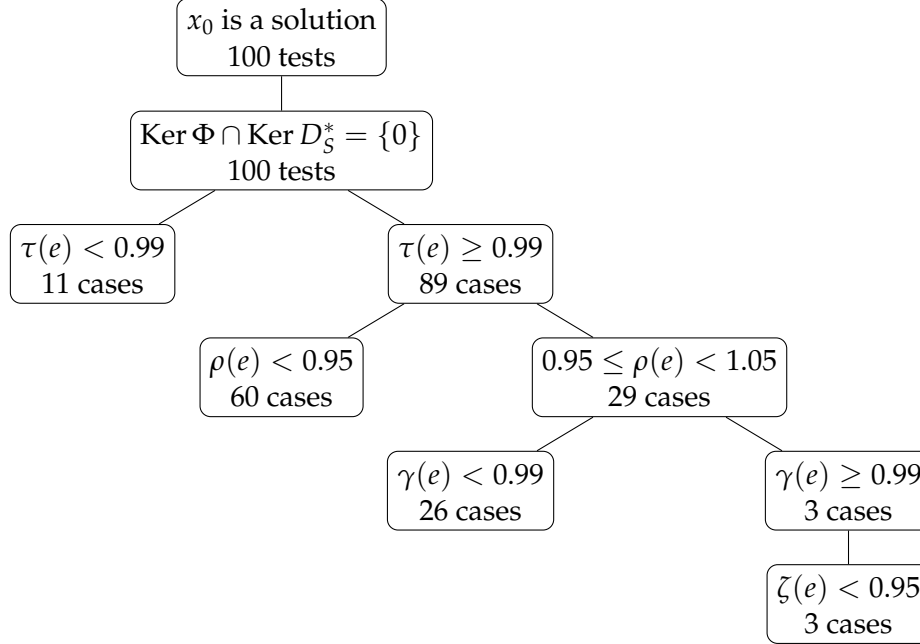 x₀ is a solution
100 tests
Ker Φ ∩ Ker D*_S = {0}
100 tests
τ(e) < 0.99
11 cases
τ(e) ≥ 0.99
89 cases
ρ(e) < 0.95
60 cases
0.95 ≤ ρ(e) < 1.05
29 cases
γ(e) < 0.99
26 cases
γ(e) ≥ 0.99
3 cases
ζ(e) < 0.95
3 cases